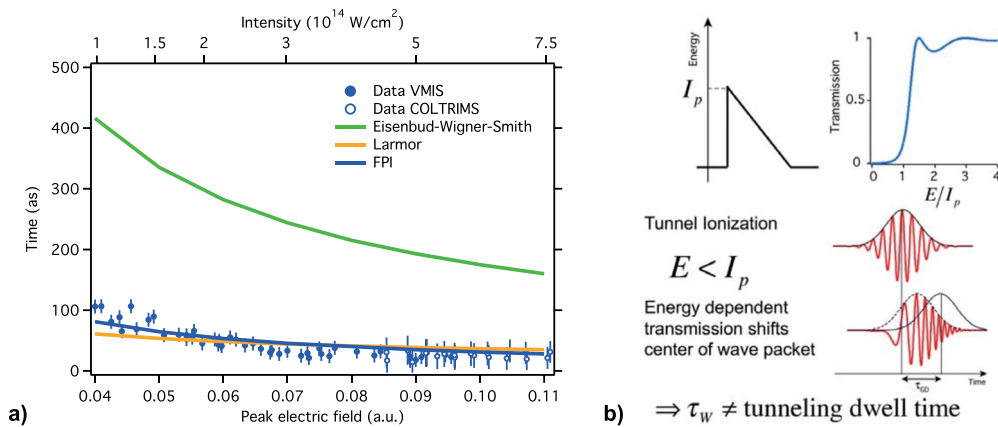 Intensity (10^14 W/cm^2)
1 1.5 2 3 5 7.5
500
400
300
200
100
0
Time (as)
Data VMIS
Data COLTRIMS
Eisenbud-Wigner-Smith
Larmor
FPI
0.04 0.05 0.06 0.07 0.08 0.09 0.10 0.11
Peak electric field (a.u.)
a)
Energy
I_p
Transmission
1
0.5
0
0 1 2 3 4
E/I_p
Tunnel Ionization
E < I_p
Energy dependent
transmission shifts
center of wave packet
Time
τ_GD
⇒ τ_W ≠ tunneling dwell time
b)